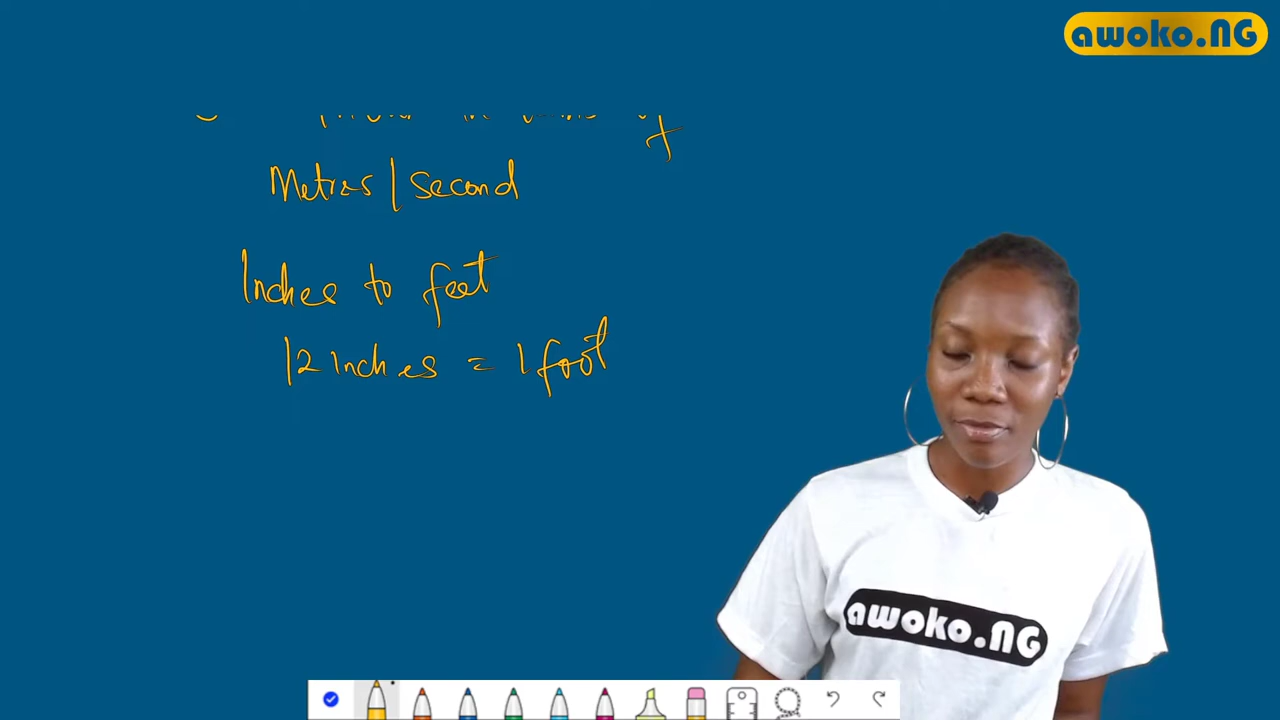 awoko.NG
Metres/second
Inches to feet
12 Inches = 1 foot
awoko.NG